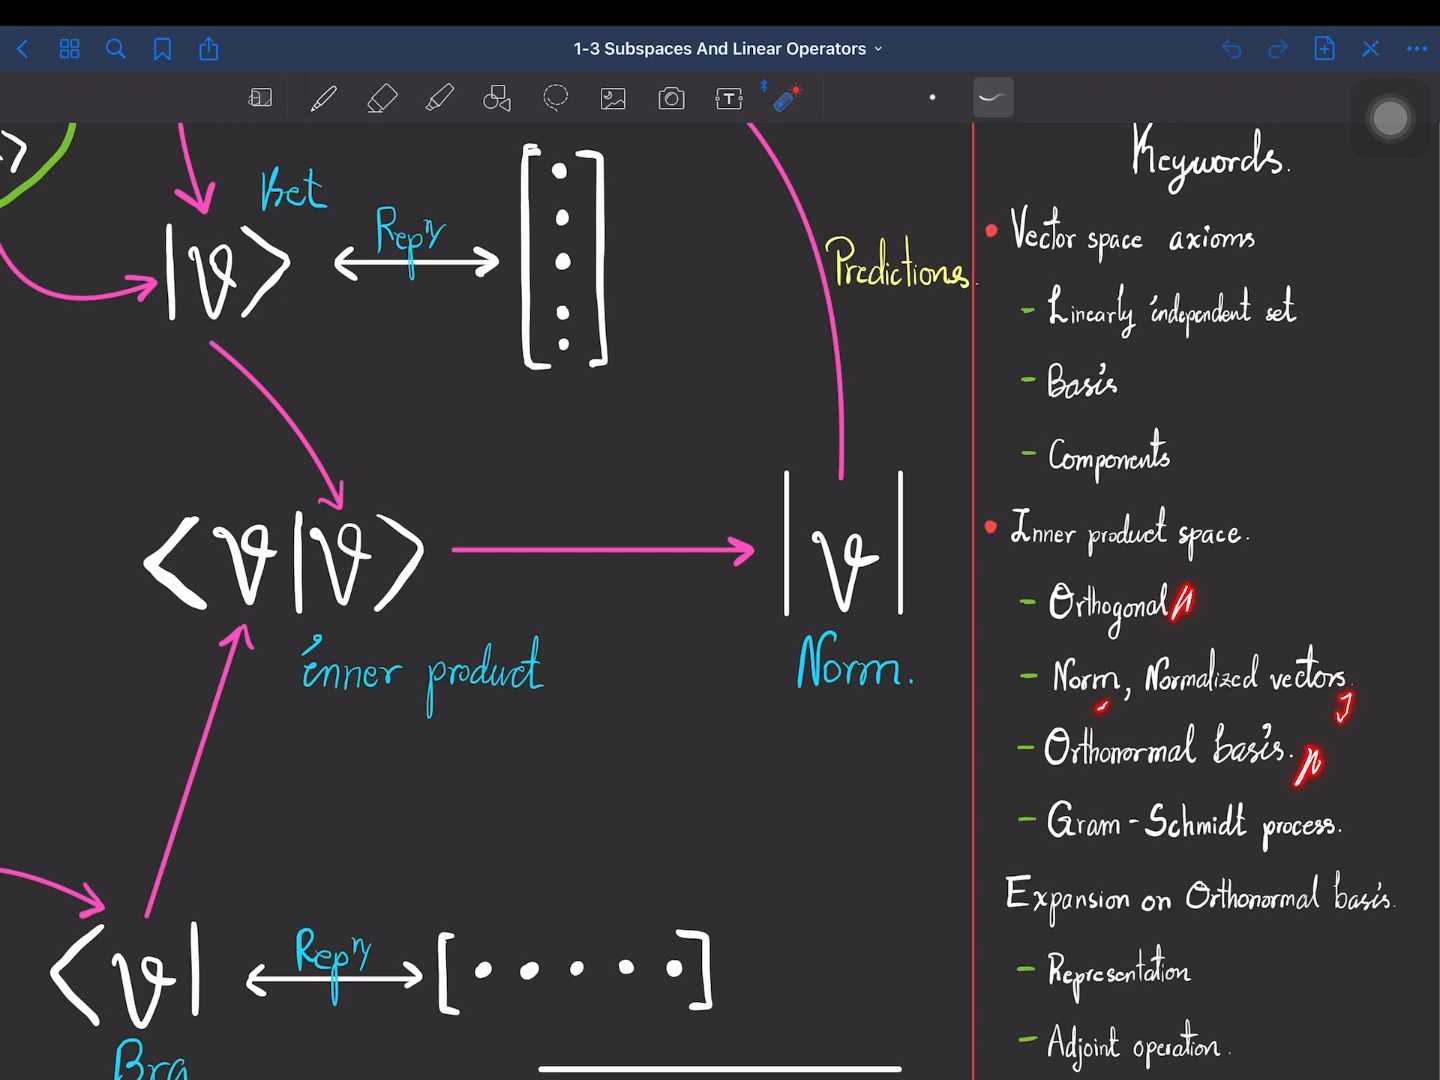 1-3 Subspaces And Linear Operators
T
Keywords.
Ket
|v>
Repⁿ
Predictions.
Vector space axioms
- Linearly independent set
- Basis
- Components
<v|v>
|v|
inner product
Norm.
Inner product space.
- Orthogonal
- Norm, Normalized vectors.
- Orthonormal basis.
- Gram-Schmidt process.
Expansion on Orthonormal basis.
- Representation
- Adjoint operation.
<v|
Repⁿ
[.....]
Bra